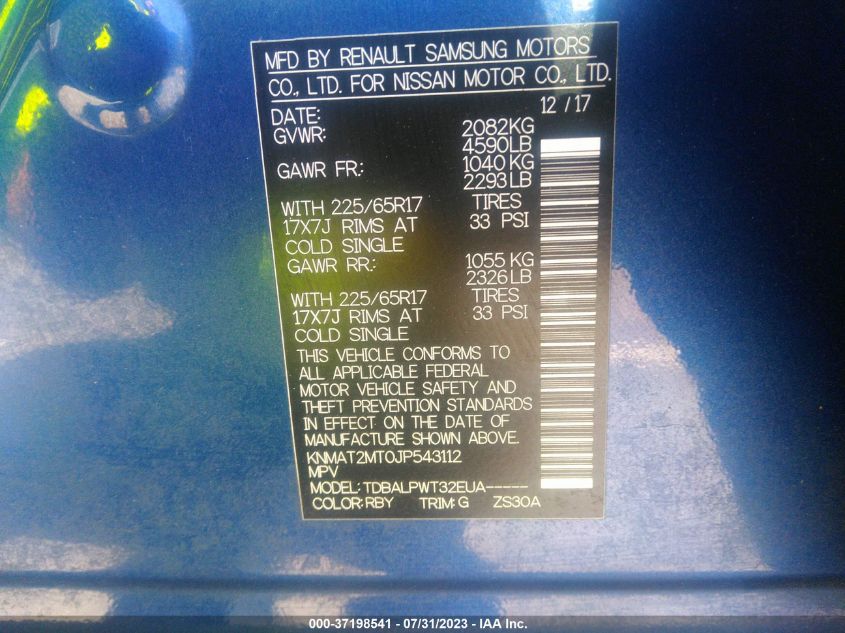 MFD BY RENAULT SAMSUNG MOTORS
CO., LTD. FOR NISSAN MOTOR CO., LTD.
DATE: 12 / 17
GVWR: 2082KG
4590LB
GAWR FR.: 1040 KG
2293LB
WITH 225/65R17 TIRES
17X7J RIMS AT 33 PSI
COLD SINGLE
GAWR RR.: 1055 KG
2326LB
WITH 225/65R17 TIRES
17X7J RIMS AT 33 PSI
COLD SINGLE
THIS VEHICLE CONFORMS TO
ALL APPLICABLE FEDERAL
MOTOR VEHICLE SAFETY AND
THEFT PREVENTION STANDARDS
IN EFFECT ON THE DATE OF
MANUFACTURE SHOWN ABOVE.
KNMAT2MT0JP543112
MPV
MODEL: TDBALPWT32EUA-----
COLOR: RBY TRIM: G ZS30A
000-37198541 / 07/31/2023 - IAA Inc.